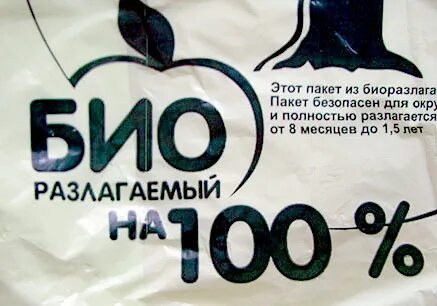 Этот пакет из биоразлага
Пакет безопасен для окру
и полностью разлагается
от 8 месяцев до 1,5 лет
БИО
РАЗЛАГАЕМЫЙ
НА 100 %